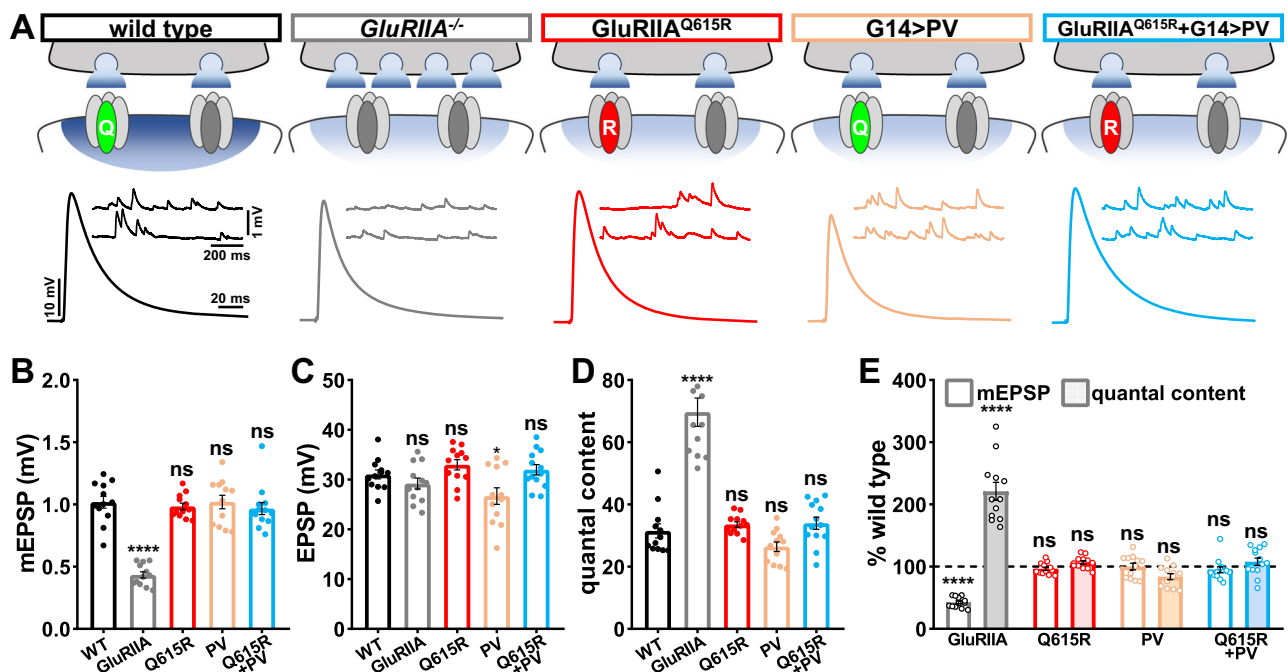 A
wild type
GluRIIA-/-
GluRIIAQ615R
G14>PV
GluRIIAQ615R+G14>PV
Q
R
Q
R
1 mV
200 ms
10 mV
20 ms
B
mEPSP (mV)
2.0
1.5
1.0
0.5
0.0
****
ns
ns
ns
WT
GluRIIA
Q615R
PV
Q615R
+PV
C
EPSP (mV)
50
40
30
20
10
0
ns
ns
*
ns
WT
GluRIIA
Q615R
PV
Q615R
+PV
D
quantal content
80
60
40
20
0
****
ns
ns
ns
WT
GluRIIA
Q615R
PV
Q615R
+PV
E
% wild type
400
300
200
100
0
mEPSP
quantal content
****
****
ns
ns
ns
ns
ns
ns
GluRIIA
Q615R
PV
Q615R
+PV